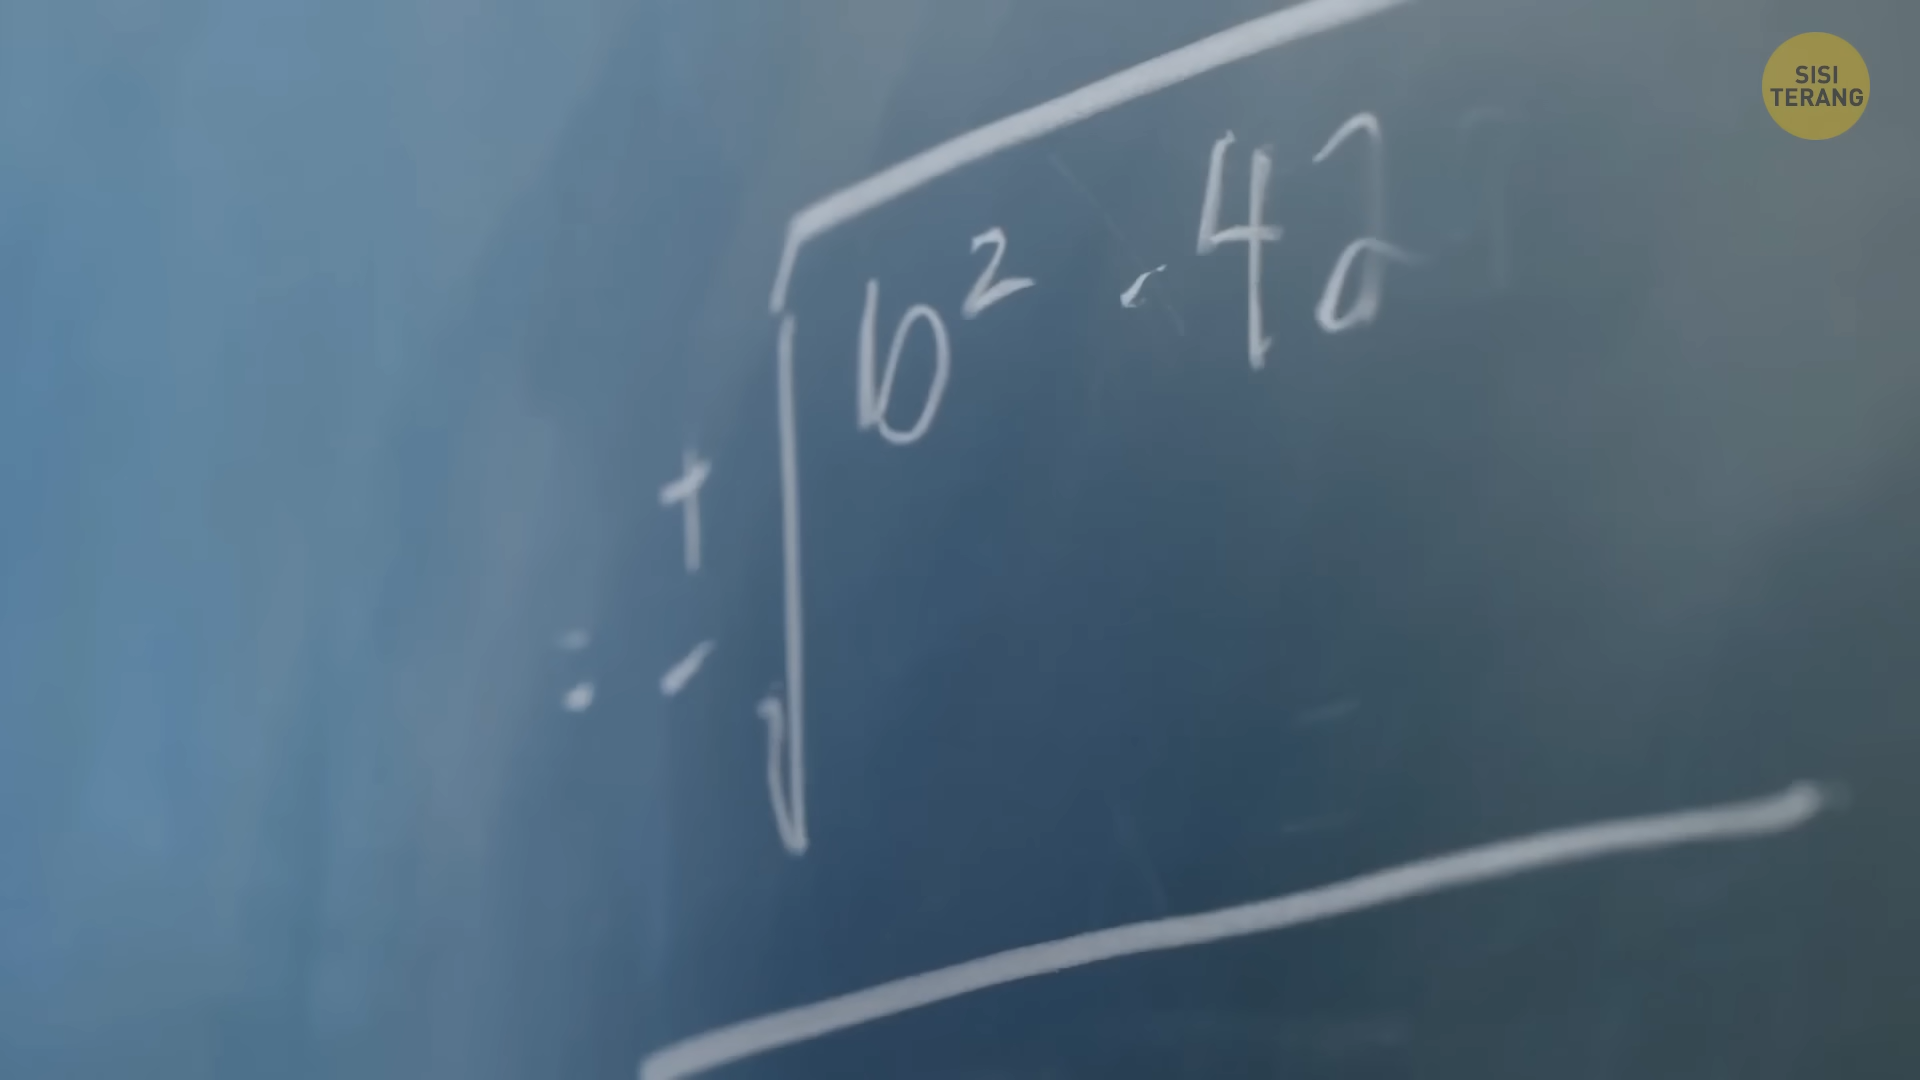 SISI
TERANG
b² - 4a
+
: -